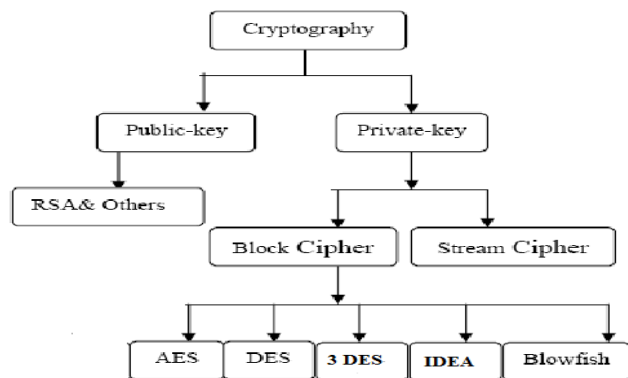 Cryptography
Public-key
Private-key
RSA& Others
Block Cipher
Stream Cipher
AES
DES
3 DES
IDEA
Blowfish